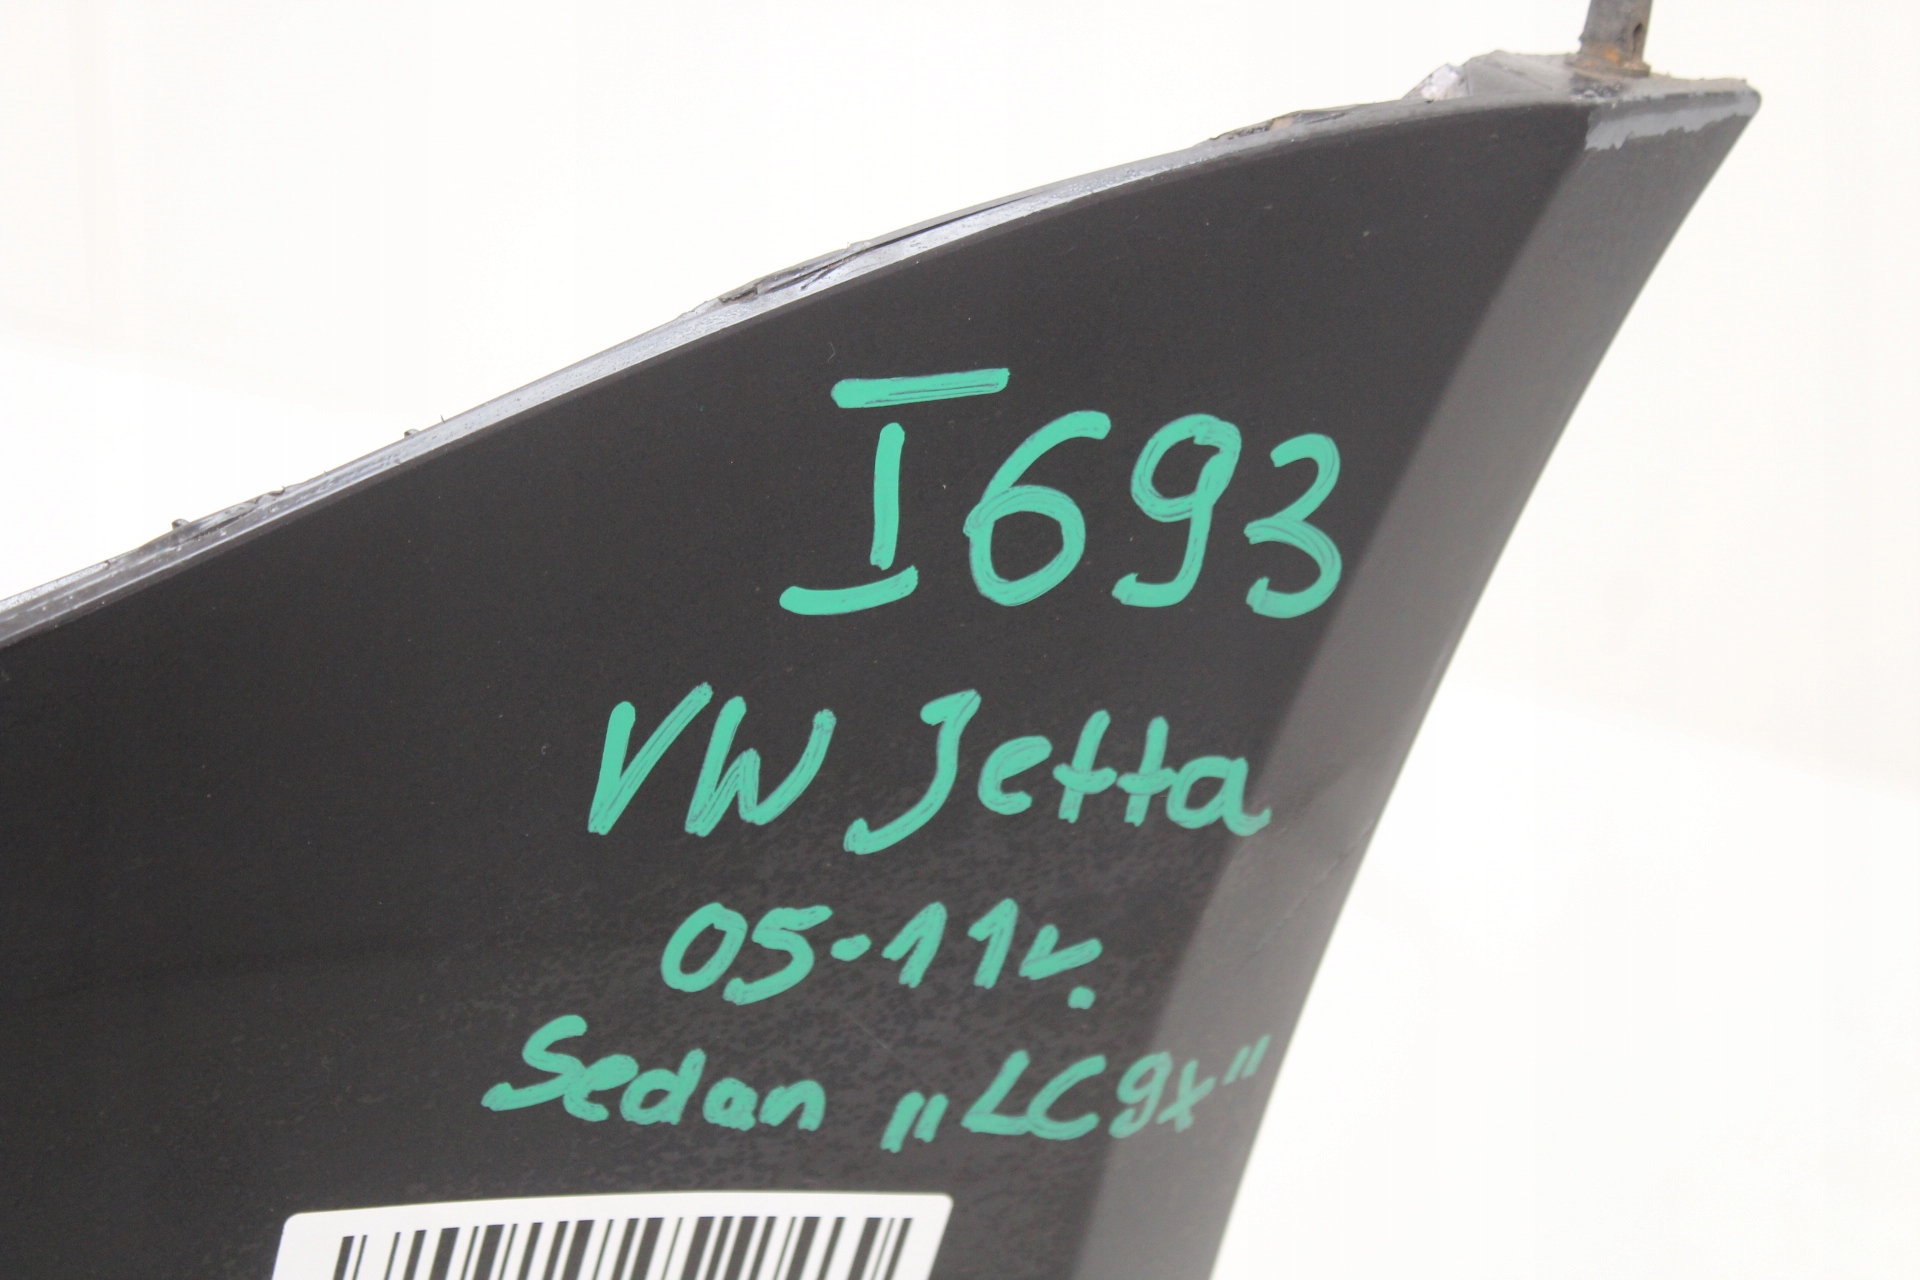 I693
VW Jetta
05-11r.
Sedan „LC9x"